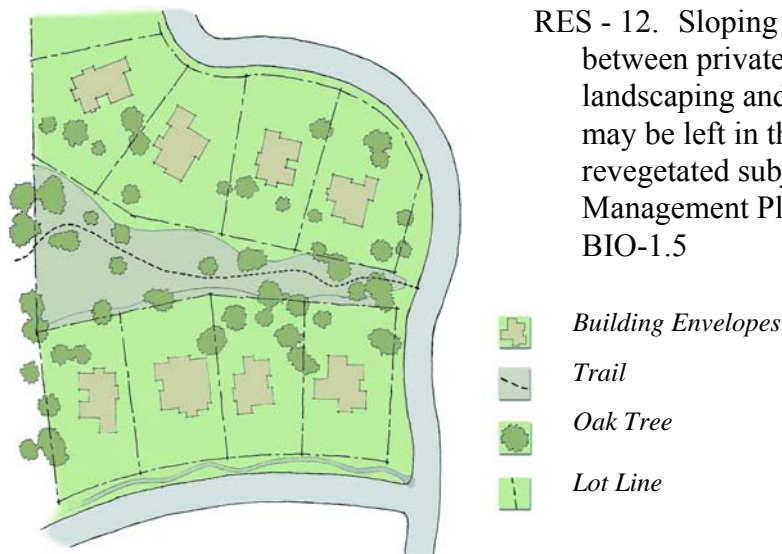 RES - 12. Sloping
between private
landscaping and
may be left in th
revegetated sub
Management Pl
BIO-1.5
Building Envelopes
Trail
Oak Tree
Lot Line